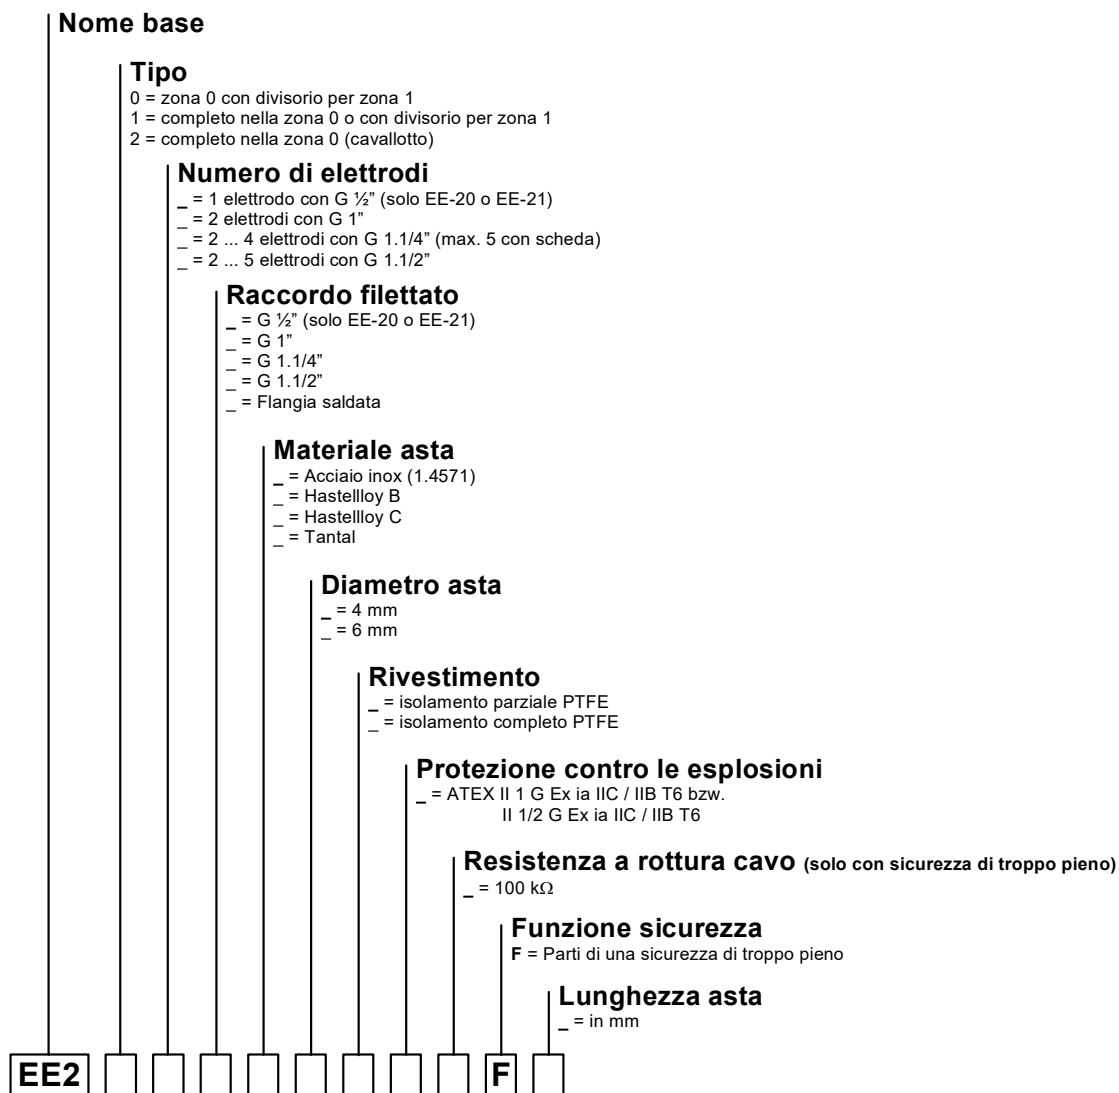 Nome base
Tipo
0 = zona 0 con divisorio per zona 1
1 = completo nella zona 0 o con divisorio per zona 1
2 = completo nella zona 0 (cavallotto)
Numero di elettrodi
_ = 1 elettrodo con G ½” (solo EE-20 o EE-21)
_ = 2 elettrodi con G 1”
_ = 2 ... 4 elettrodi con G 1.1/4” (max. 5 con scheda)
_ = 2 ... 5 elettrodi con G 1.1/2”
Raccordo filettato
_ = G ½” (solo EE-20 o EE-21)
_ = G 1”
_ = G 1.1/4”
_ = G 1.1/2”
_ = Flangia saldata
Materiale asta
_ = Acciaio inox (1.4571)
_ = Hastellloy B
_ = Hastellloy C
_ = Tantal
Diametro asta
_ = 4 mm
_ = 6 mm
Rivestimento
_ = isolamento parziale PTFE
_ = isolamento completo PTFE
Protezione contro le esplosioni
_ = ATEX II 1 G Ex ia IIC / IIB T6 bzw.
II 1/2 G Ex ia IIC / IIB T6
Resistenza a rottura cavo (solo con sicurezza di troppo pieno)
_ = 100 kΩ
Funzione sicurezza
F = Parti di una sicurezza di troppo pieno
Lunghezza asta
_ = in mm
EE2 F